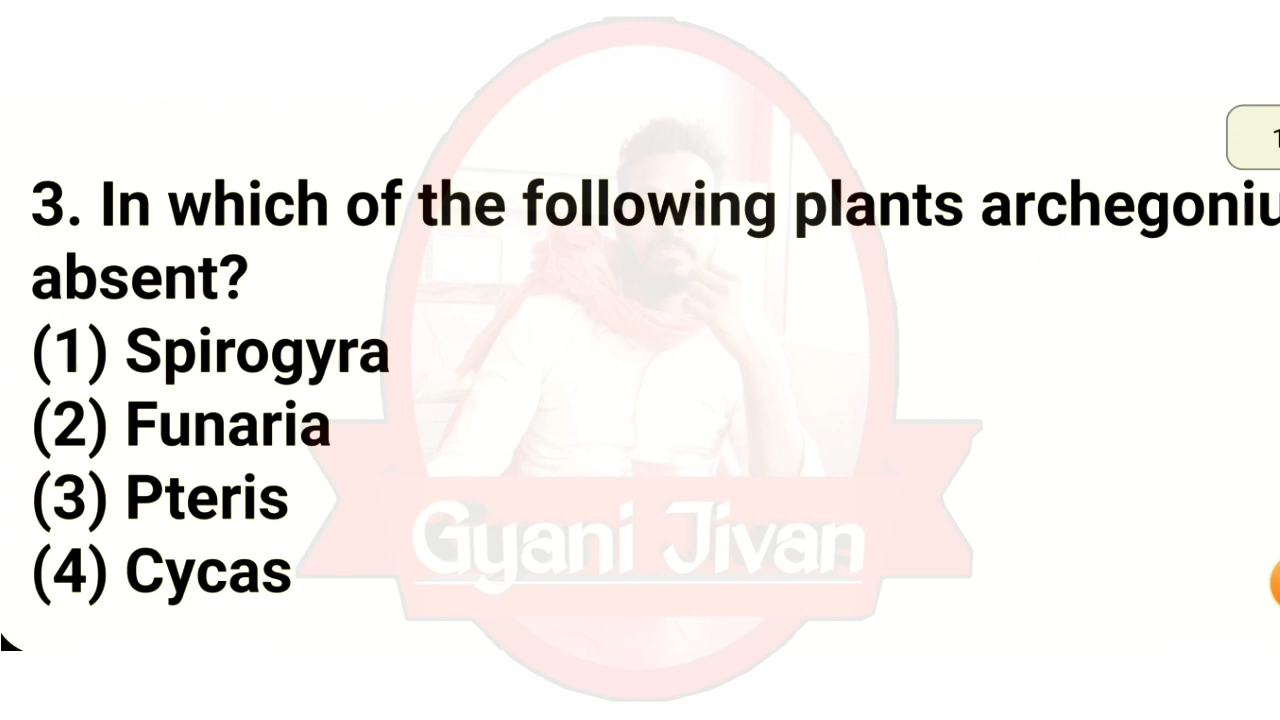 3. In which of the following plants archegoniu
absent?
(1) Spirogyra
(2) Funaria
(3) Pteris
(4) Cycas
Gyani Jivan
1